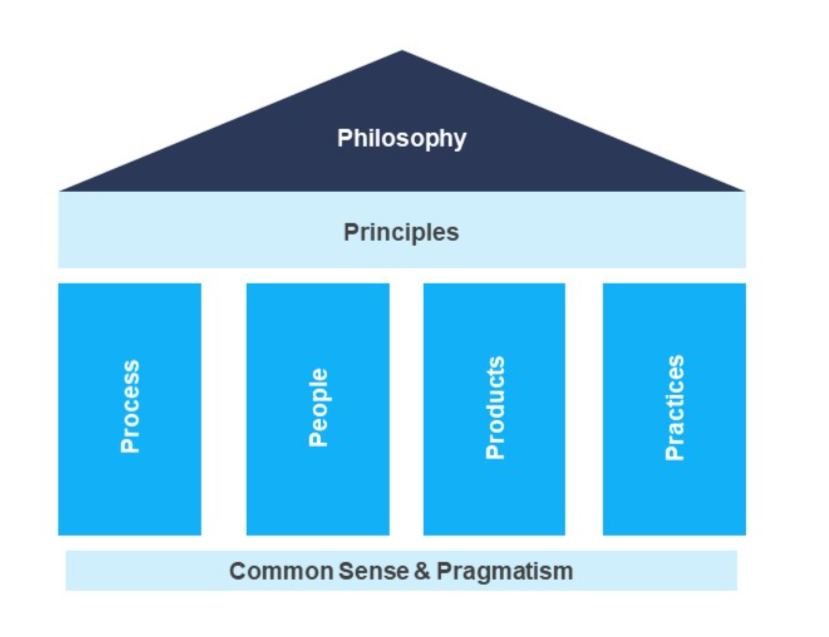 Philosophy
Principles
Process
People
Products
Practices
Common Sense & Pragmatism